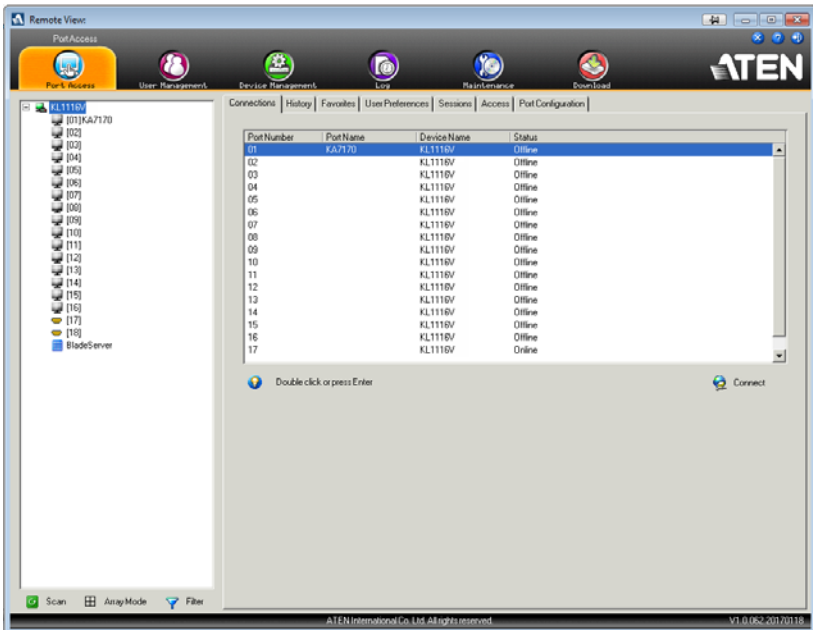 Remote View:
PortAccess
ATEN
Port Access User Management Device Management Log Maintenance Download
Connections History Favorites User Preferences Sessions Access Port Configuration
KL1116V
[01]KA7170
[02]
[03]
[04]
[05]
[06]
[07]
[08]
[09]
[10]
[11]
[12]
[13]
[14]
[15]
[16]
[17]
[18]
BladeServer
Port Number Port Name Device Name Status
01 KA7170 KL1116V Offline
02 KL1116V Offline
03 KL1116V Offline
04 KL1116V Offline
05 KL1116V Offline
06 KL1116V Offline
07 KL1116V Offline
08 KL1116V Offline
09 KL1116V Offline
10 KL1116V Offline
11 KL1116V Offline
12 KL1116V Offline
13 KL1116V Offline
14 KL1116V Offline
15 KL1116V Offline
16 KL1116V Offline
17 KL1116V Online
Double click or press Enter
Connect
Scan Array Mode Filter
ATEN International Co. Ltd. All rights reserved.
V1.0.062.20170118